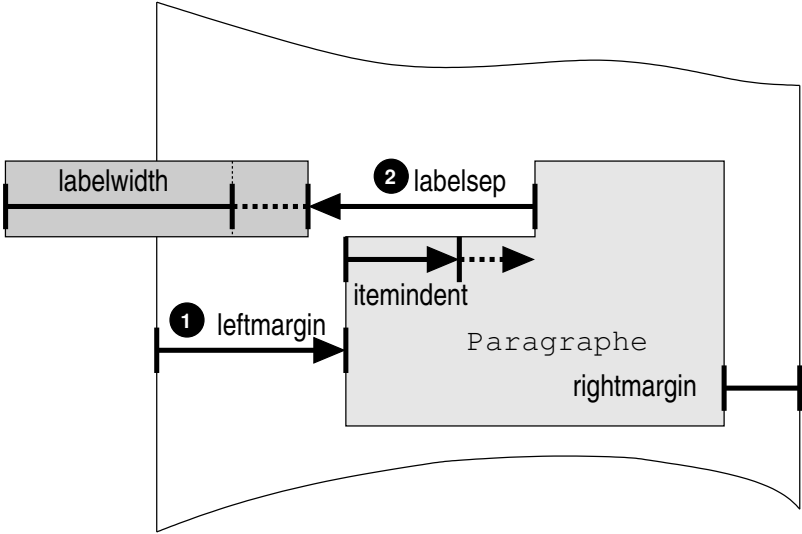 labelwidth
2 labelsep
itemindent
1 leftmargin
Paragraphe
rightmargin